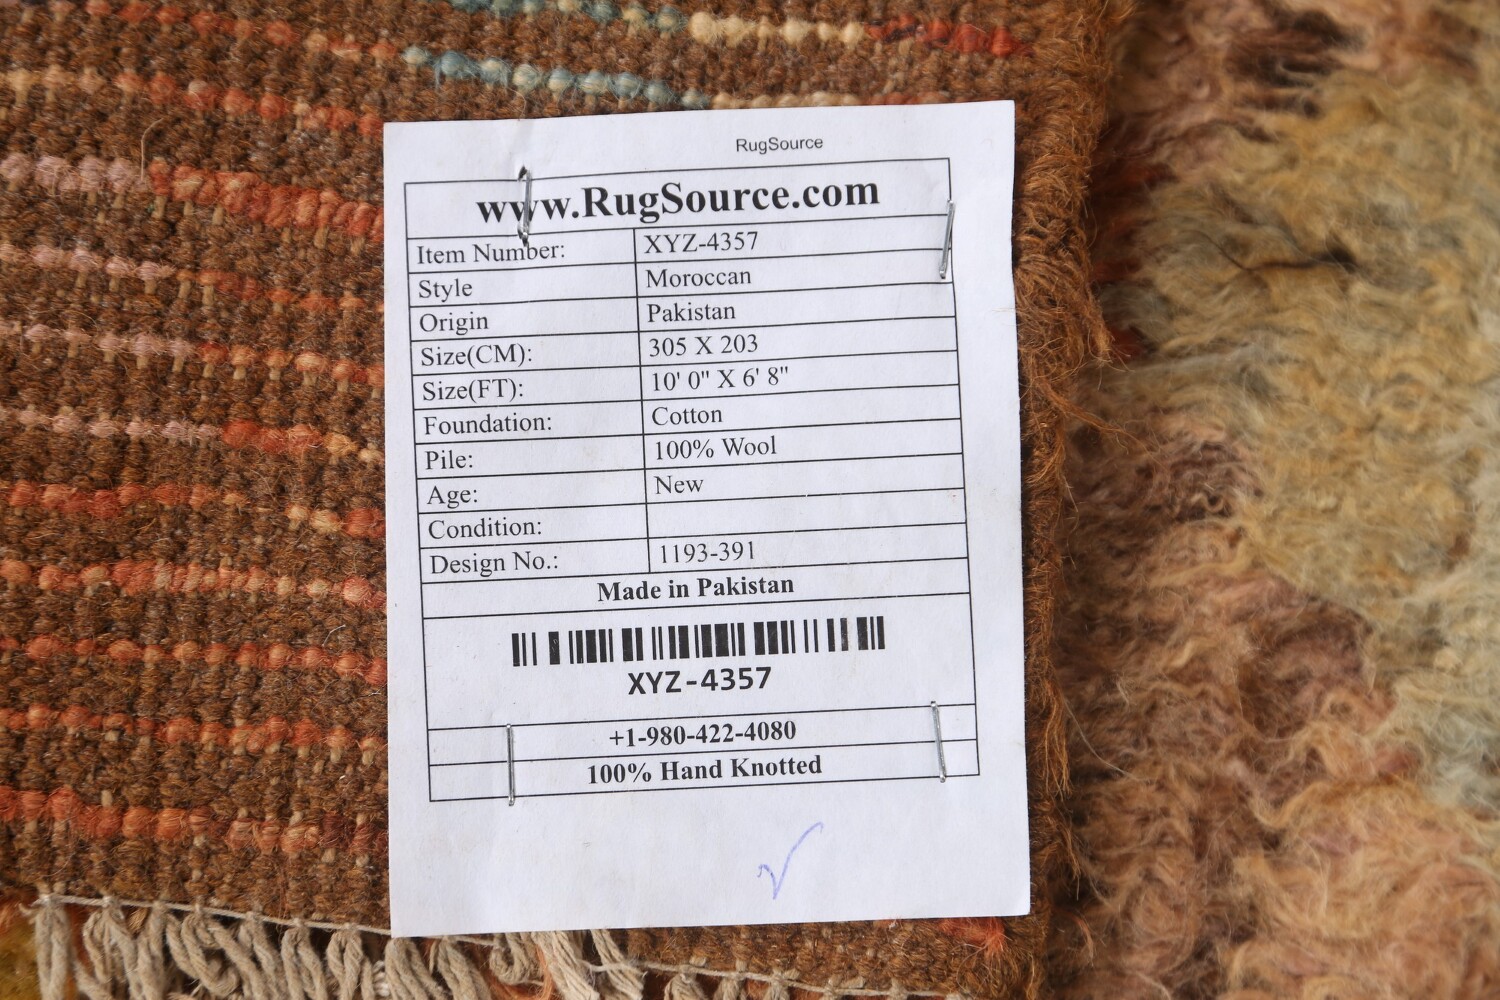 RugSource
www.RugSource.com
Item Number: XYZ-4357
Style Moroccan
Origin Pakistan
Size(CM): 305 X 203
Size(FT): 10' 0" X 6' 8"
Foundation: Cotton
Pile: 100% Wool
Age: New
Condition:
Design No.: 1193-391
Made in Pakistan
XYZ-4357
+1-980-422-4080
100% Hand Knotted